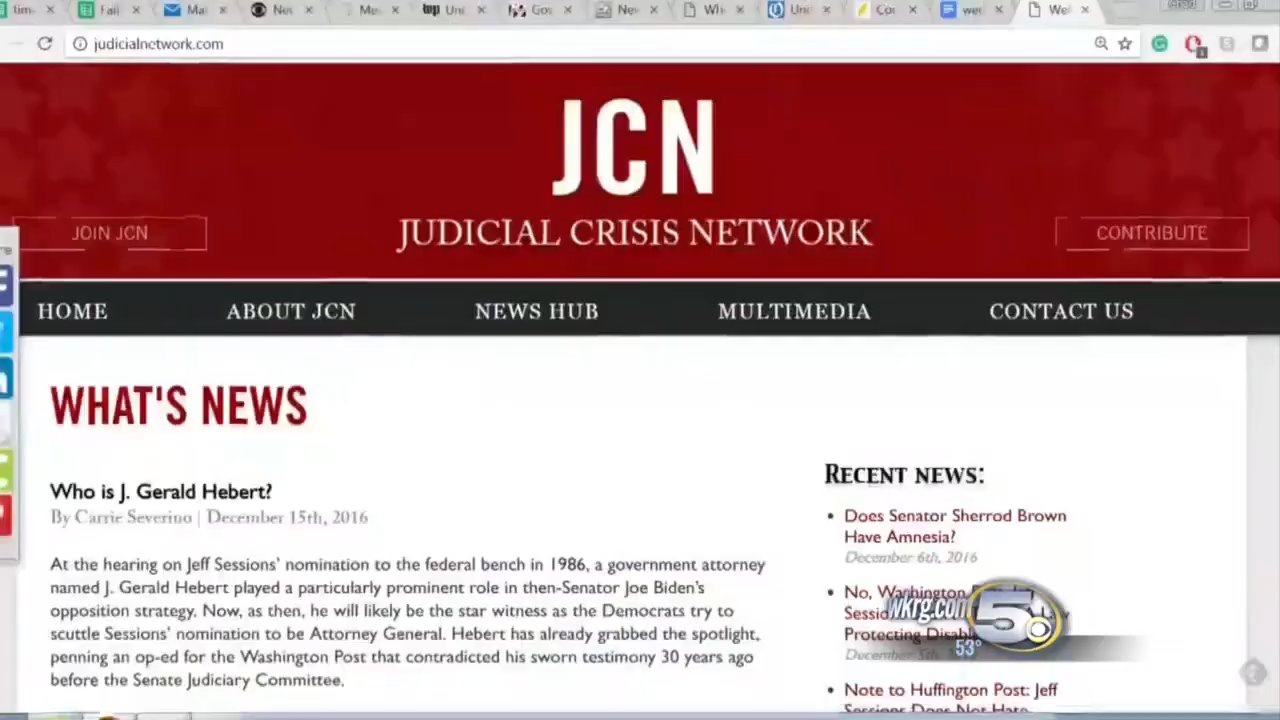 judicialnetwork.com
JCN
JUDICIAL CRISIS NETWORK
JOIN JCN
CONTRIBUTE
HOME ABOUT JCN NEWS HUB MULTIMEDIA CONTACT US
WHAT'S NEWS
Who is J. Gerald Hebert?
By Carrie Severino | December 15th, 2016
At the hearing on Jeff Sessions' nomination to the federal bench in 1986, a government attorney
named J. Gerald Hebert played a particularly prominent role in then-Senator Joe Biden's
opposition strategy. Now, as then, he will likely be the star witness as the Democrats try to
scuttle Sessions' nomination to be Attorney General. Hebert has already grabbed the spotlight,
penning an op-ed for the Washington Post that contradicted his sworn testimony 30 years ago
before the Senate Judiciary Committee.
RECENT NEWS:
• Does Senator Sherrod Brown
Have Amnesia?
December 6th, 2016
• No, Washington
Protecting
December 5th,
• Note to Huffington Post: Jeff
Sessions Does Not Hate
wkrg.com 5
53°